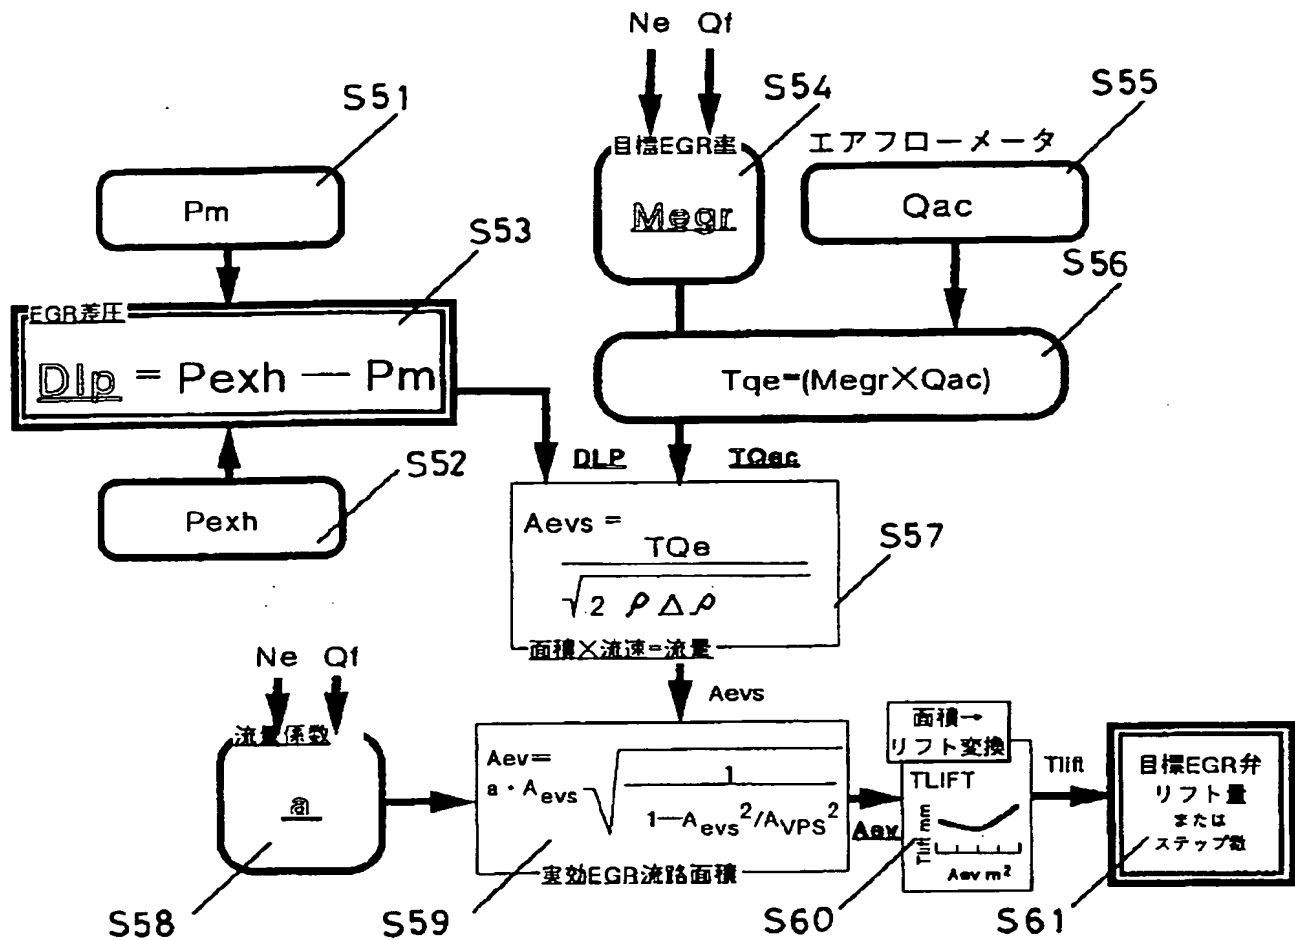 Ne Qf
S51
S54
S55
目標EGR率
エアフローメータ
Pm
Megr
Qac
S53
S56
EGR差圧
Dlp = Pexh — Pm
Tqe=(Megr×Qac)
S52
DLP
TQac
Pexh
Aevs =
TQe
√2 ρ Δ ρ
S57
面積×流速=流量
Ne Qf
Aevs
流量係数
a
Aev=
a・Aevs √
1
1—Aevs²/AVPS²
実効EGR流路面積
Aev
面積→
リフト変換
TLIFT
Tlift mm
Aev m²
Tlift
目標EGR弁
リフト量
または
ステップ数
S58
S59
S60
S61